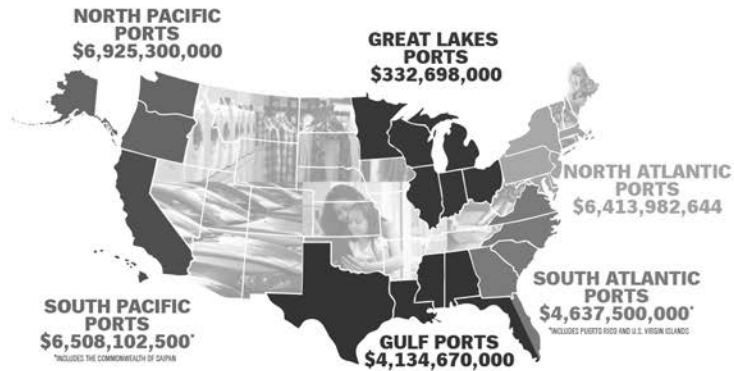 NORTH PACIFIC
PORTS
$6,925,300,000
GREAT LAKES
PORTS
$332,698,000
NORTH ATLANTIC
PORTS
$6,413,982,644
SOUTH ATLANTIC
PORTS
$4,637,500,000*
*INCLUDES PUERTO RICO AND U.S. VIRGIN ISLANDS
SOUTH PACIFIC
PORTS
$6,508,102,500*
*INCLUDES THE COMMONWEALTH OF SAIPAN
GULF PORTS
$4,134,670,000